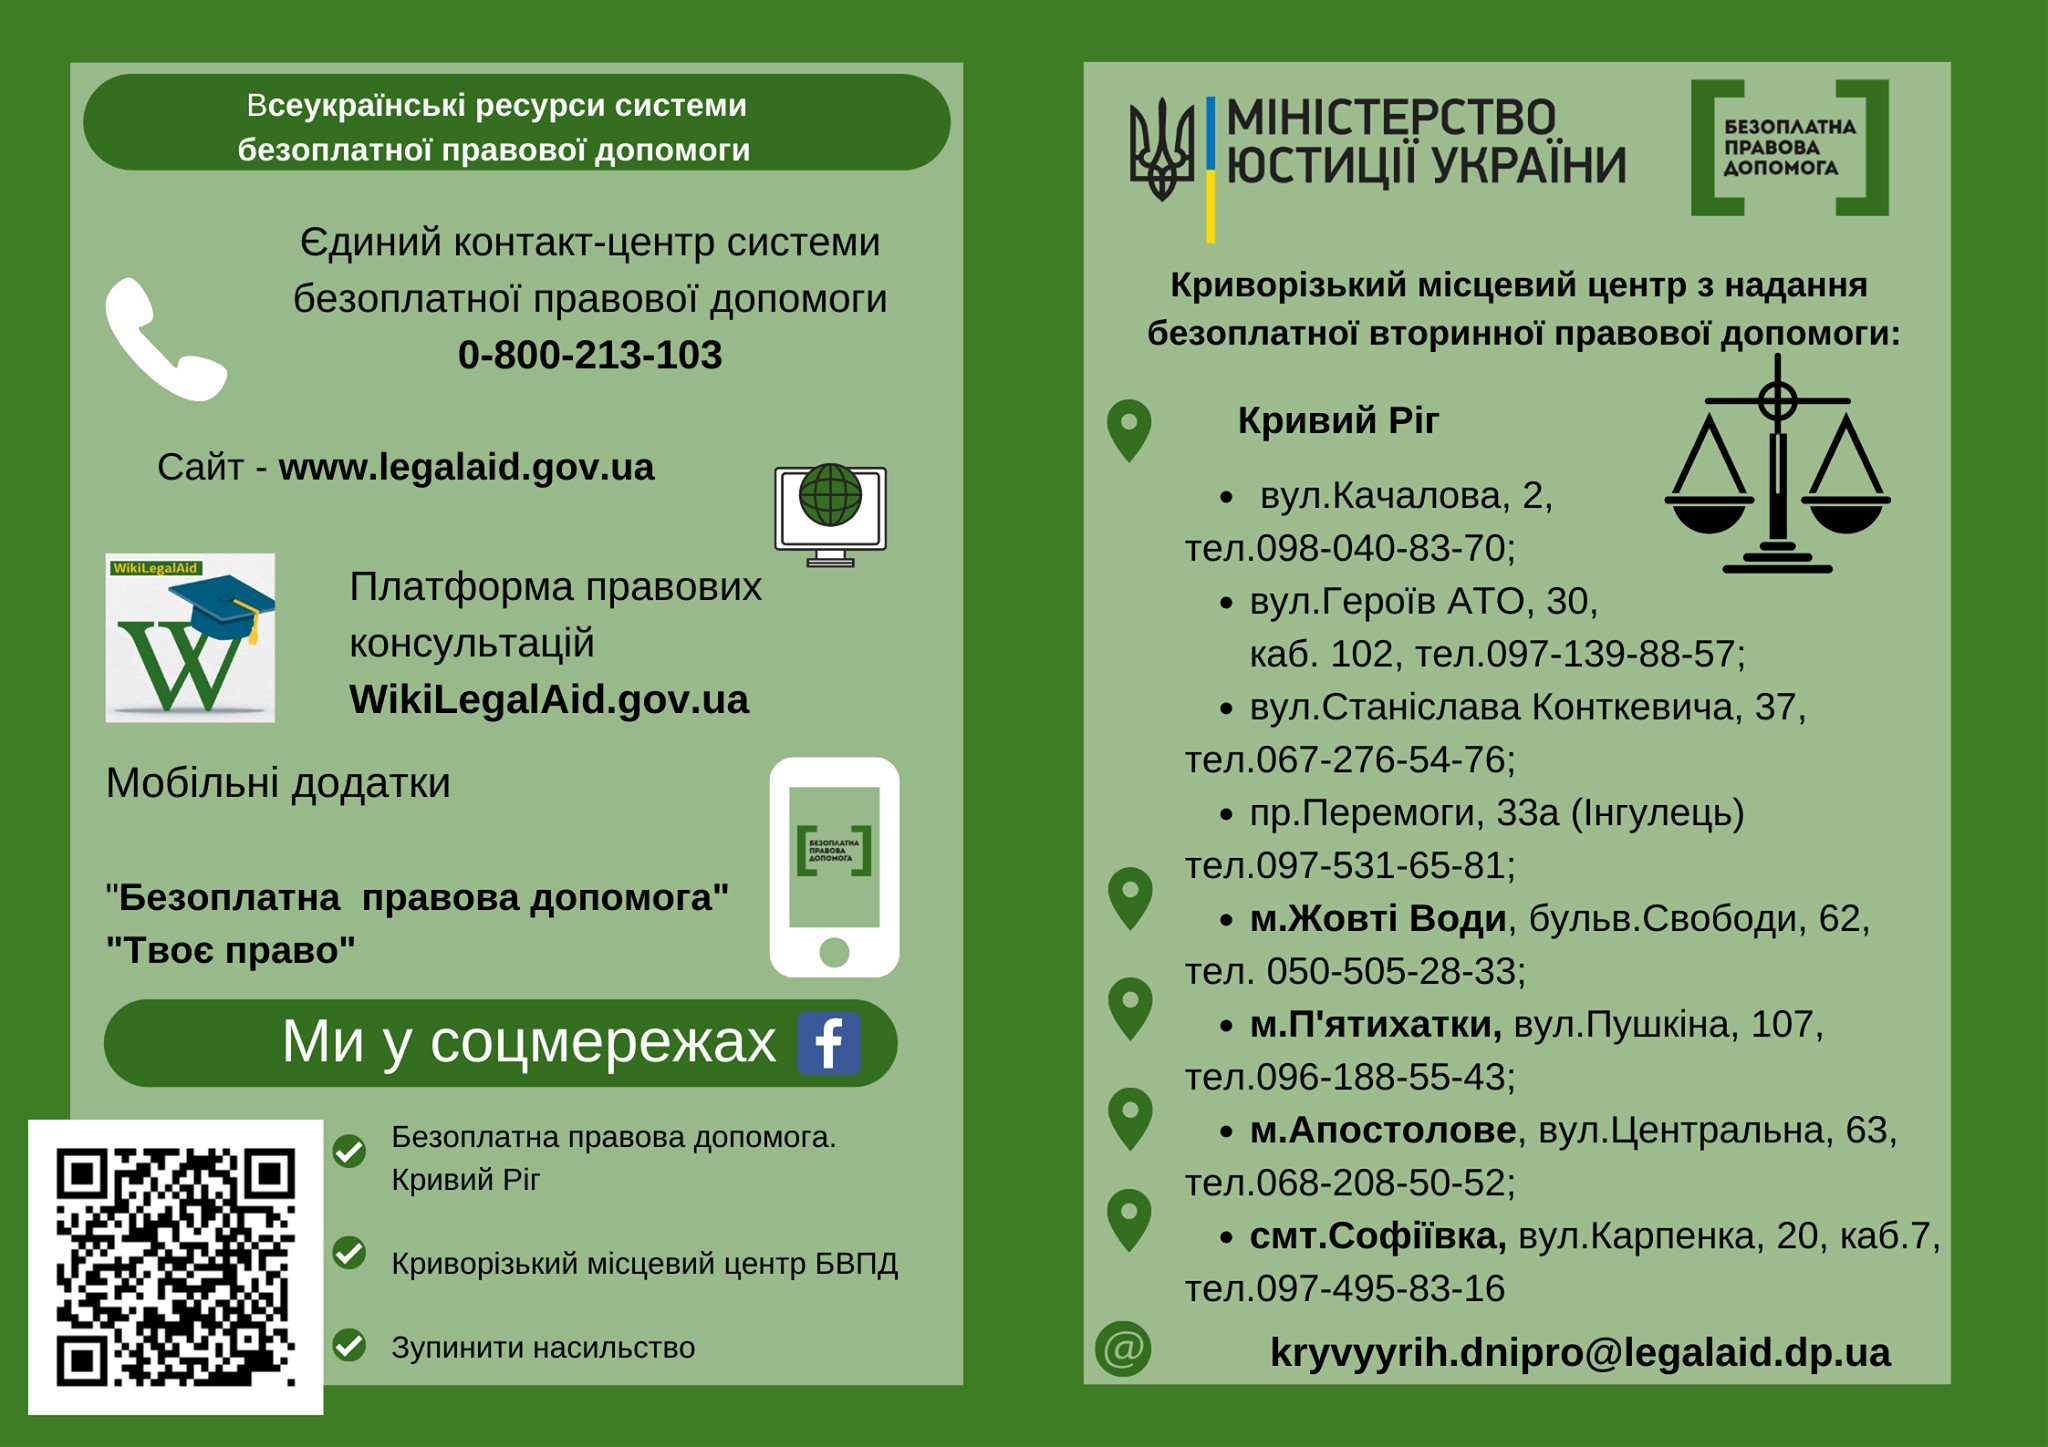 Всеукраїнські ресурси системи
безоплатної правової допомоги
Єдиний контакт-центр системи
безоплатної правової допомоги
0-800-213-103
Сайт - www.legalaid.gov.ua
WikiLegalAid
W
Платформа правових
консультацій
WikiLegalAid.gov.ua
Мобільні додатки
"Безоплатна  правова допомога"
"Твоє право"
БЕЗОПЛАТНА
ПРАВОВА
ДОПОМОГА
Ми у соцмережах
f
Безоплатна правова допомога.
Кривий Ріг
Криворізький місцевий центр БВПД
Зупинити насильство
МІНІСТЕРСТВО
ЮСТИЦІЇ УКРАЇНИ
БЕЗОПЛАТНА
ПРАВОВА
ДОПОМОГА
Криворізький місцевий центр з надання
безоплатної вторинної правової допомоги:
Кривий Ріг
• вул.Качалова, 2,
тел.098-040-83-70;
• вул.Героїв АТО, 30,
каб. 102, тел.097-139-88-57;
• вул.Станіслава Конткевича, 37,
тел.067-276-54-76;
• пр.Перемоги, 33а (Інгулець)
тел.097-531-65-81;
• м.Жовті Води, бульв.Свободи, 62,
тел. 050-505-28-33;
• м.П'ятихатки, вул.Пушкіна, 107,
тел.096-188-55-43;
• м.Апостолове, вул.Центральна, 63,
тел.068-208-50-52;
• смт.Софіївка, вул.Карпенка, 20, каб.7,
тел.097-495-83-16
@ kryvyyrih.dnipro@legalaid.dp.ua